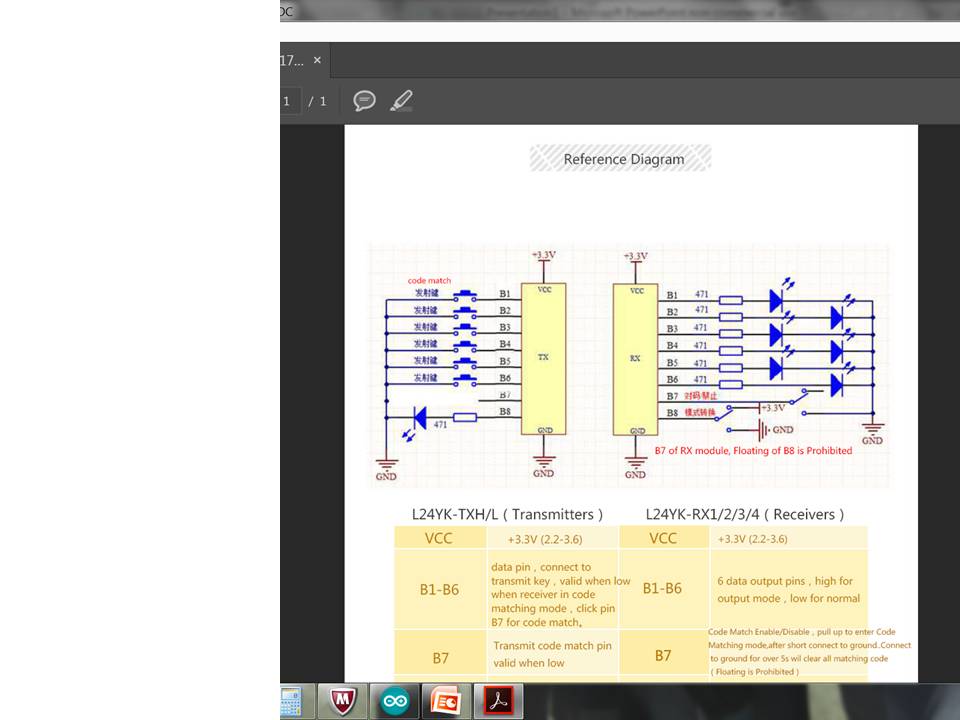 DC
17... ×
1 / 1
Reference Diagram
+3.3V +3.3V
code match
发射键 B1 VCC VCC B1 471
发射键 B2 B2 471
发射键 B3 B3 471
发射键 B4 B4 471
发射键 B5 TX RX B5 471
发射键 B6 B6 471
B7 B7 对码/禁止
B8 B8 模式转换 +3.3V
471 GND GND GND
GND GND GND GND
B7 of RX module, Floating of B8 is Prohibited
L24YK-TXH/L ( Transmitters ) L24YK-RX1/2/3/4 ( Receivers )
VCC +3.3V (2.2-3.6) VCC +3.3V (2.2-3.6)
B1-B6
data pin , connect to
transmit key , valid when low
when receiver in code
matching mode , click pin
B7 for code match。
B1-B6
6 data output pins , high for
output mode , low for normal
B7
Transmit code match pin
valid when low
B7
Code Match Enable/Disable , pull up to enter Code
Matching mode,after short connect to ground..Connect
to ground for over 5s wil clear all matching code
( Floating is Prohibited )